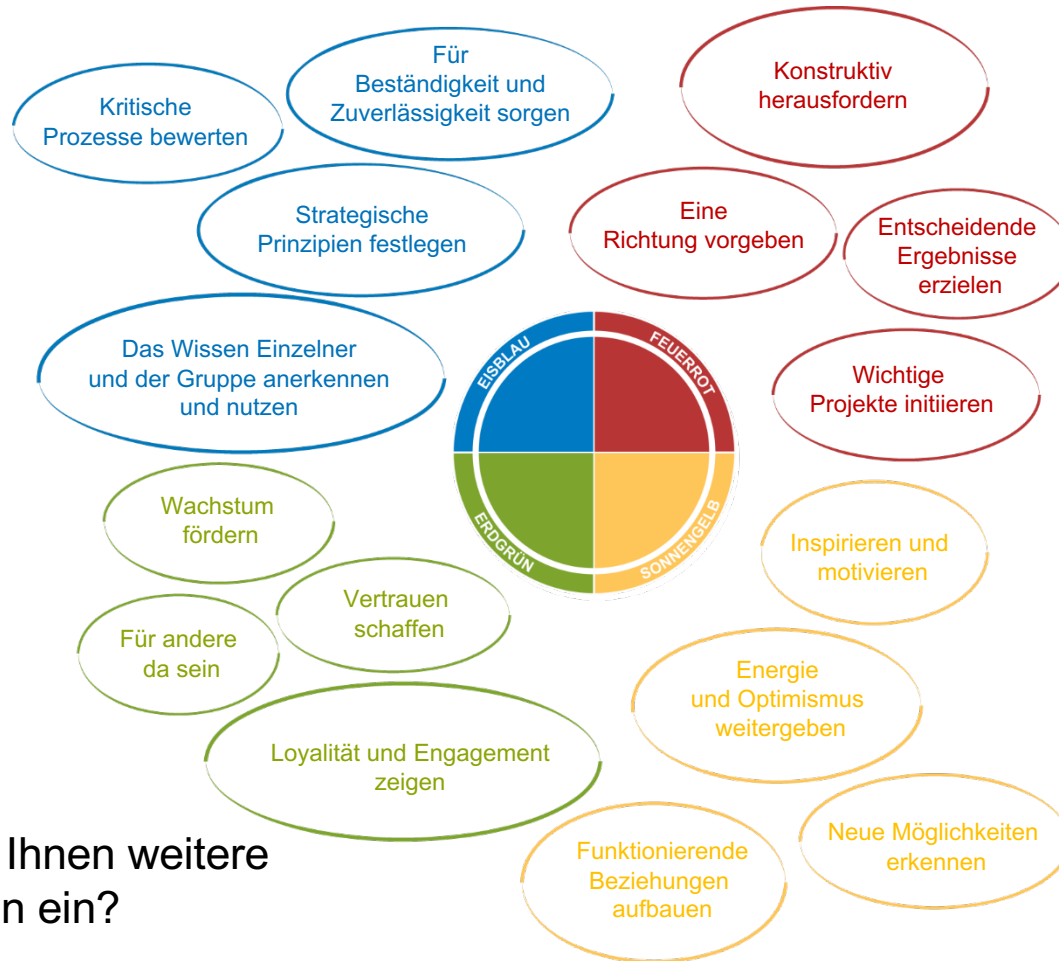 Für
Beständigkeit und
Zuverlässigkeit sorgen
Kritische
Prozesse bewerten
Strategische
Prinzipien festlegen
Das Wissen Einzelner
und der Gruppe anerkennen
und nutzen
Konstruktiv
herausfordern
Eine
Richtung vorgeben
Entscheidende
Ergebnisse
erzielen
Wichtige
Projekte initiieren
EISBLAU
FEUERROT
ERDGRÜN
SONNENGELB
Wachstum
fördern
Vertrauen
schaffen
Für andere
da sein
Loyalität und Engagement
zeigen
Inspirieren und
motivieren
Energie
und Optimismus
weitergeben
Neue Möglichkeiten
erkennen
Funktionierende
Beziehungen
aufbauen
Ihnen weitere
n ein?